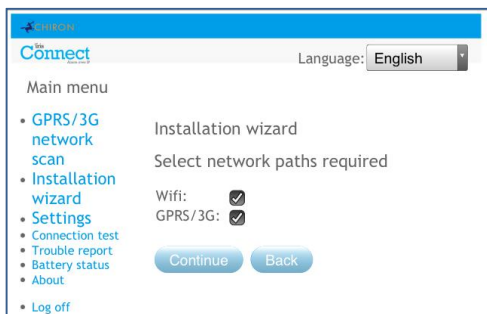 CHIRON
iris
Connect
Language: English
Main menu
GPRS/3G
network
scan
Installation
wizard
Settings
Connection test
Trouble report
Battery status
About
Log off
Installation wizard
Select network paths required
Wifi:
GPRS/3G:
Continue Back